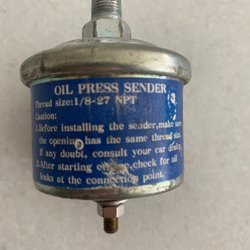 OIL PRESS SENDER
Thread size:1/8-27 NPT
Caution:
1.Before installing the sender,make sure
the opening has the same thread size.
If any doubt, consult your car dealer.
2.After starting engine,check for oil
leaks at the connection point.